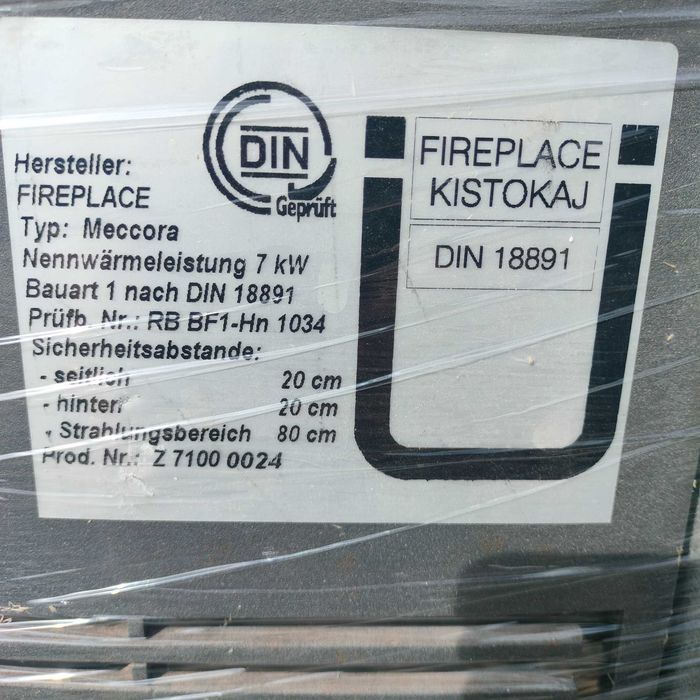 Hersteller:
FIREPLACE
Typ: Meccora
Nennwärmeleistung 7 kW
Bauart 1 nach DIN 18891
Prüfb. Nr.: RB BF1-Hn 1034
Sicherheitsabstande:
- seitlich 20 cm
- hinten 20 cm
- Strahlungsbereich 80 cm
Prod. Nr.: Z 7100 0024
DIN
Geprüft
FIREPLACE
KISTOKAJ
DIN 18891
Ü